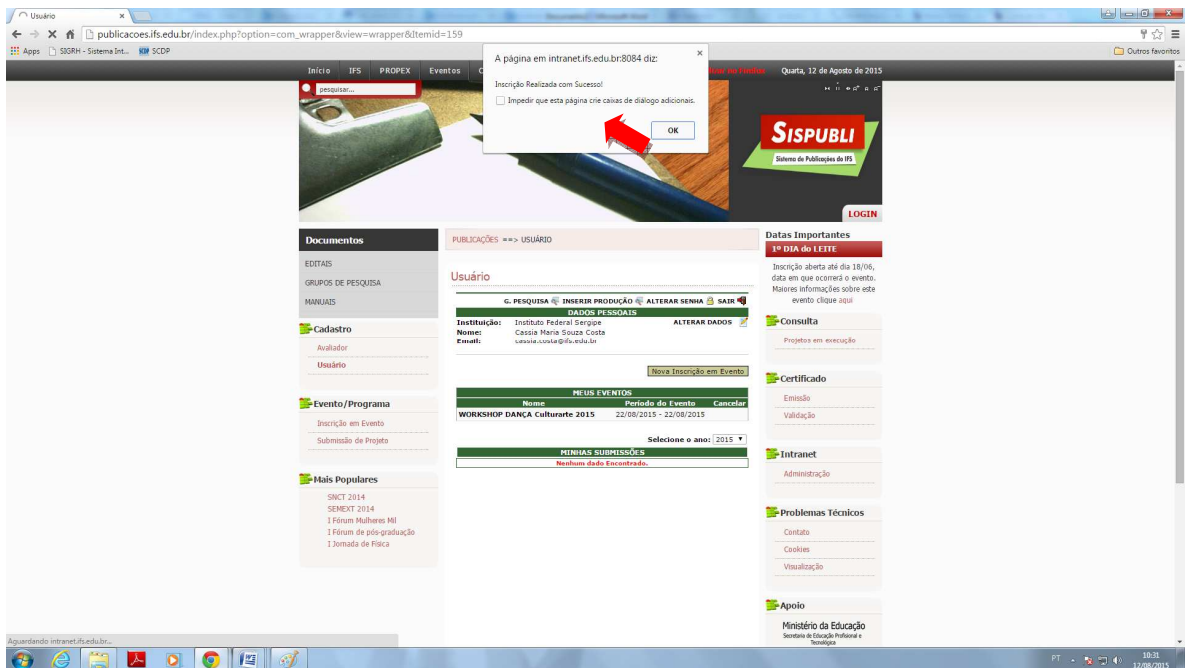 Usuário
publicacoes.ifs.edu.br/index.php?option=com_wrapper&view=wrapper&Itemid=159
Apps SIGRH - Sistema Int... SCDP
Outros favoritos
A página em intranet.ifs.edu.br:8084 diz:
Inscrição Realizada com Sucesso!
Impedir que esta página crie caixas de diálogo adicionais.
OK
Início IFS PROPEX Eventos
Quarta, 12 de Agosto de 2015
pesquisar...
SISPUBLI
Sistema de Publicações do IFS
LOGIN
Documentos
EDITAIS
GRUPOS DE PESQUISA
MANUAIS
Cadastro
Avaliador
Usuário
Evento/Programa
Inscrição em Evento
Submissão de Projeto
Mais Populares
SNCT 2014
SEMEXT 2014
I Fórum Mulheres Mil
I Fórum de pós-graduação
I Jornada de Física
PUBLICAÇÕES ==> USUÁRIO
Usuário
G. PESQUISA INSERIR PRODUÇÃO ALTERAR SENHA SAIR
DADOS PESSOAIS
Instituição: Instituto Federal Sergipe ALTERAR DADOS
Nome: Cassia Maria Souza Costa
Email: cassia.costa@ifs.edu.br
Nova Inscrição em Evento
MEUS EVENTOS
Nome Período do Evento Cancelar
WORKSHOP DANÇA Culturarte 2015 22/08/2015 - 22/08/2015
Selecione o ano: 2015
MINHAS SUBMISSÕES
Nenhum dado Encontrado.
Datas Importantes
1º DIA do LEITE
Inscrição aberta até dia 18/06,
data em que ocorrerá o evento.
Maiores informações sobre este
evento clique aqui
Consulta
Projetos em execução
Certificado
Emissão
Validação
Intranet
Administração
Problemas Técnicos
Contato
Cookies
Visualização
Apoio
Ministério da Educação
Secretaria de Educação Profissional e
Tecnológica
Aguardando intranet.ifs.edu.br...
PT
10:31
12/08/2015